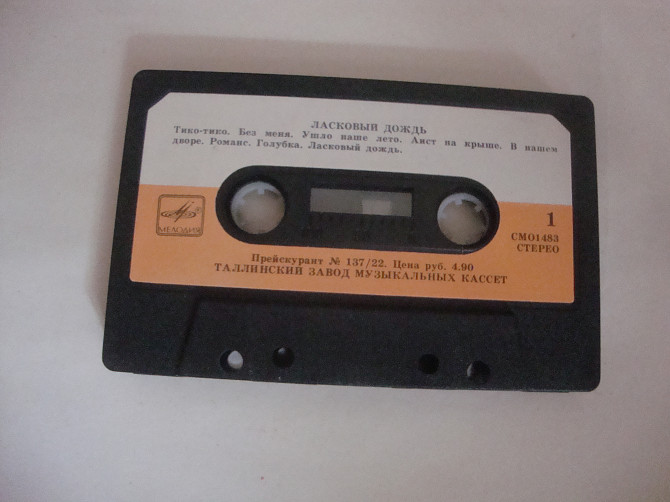 ЛАСКОВЫЙ ДОЖДЬ
Тико-тико. Без меня. Ушло наше лето. Аист на крыше. В нашем
дворе. Романс. Голубка. Ласковый дождь.
МЕЛОДИЯ
1
СМ01483
СТЕРЕО
Прейскурант № 137/22. Цена руб. 4.90
ТАЛЛИНСКИЙ ЗАВОД МУЗЫКАЛЬНЫХ КАССЕТ